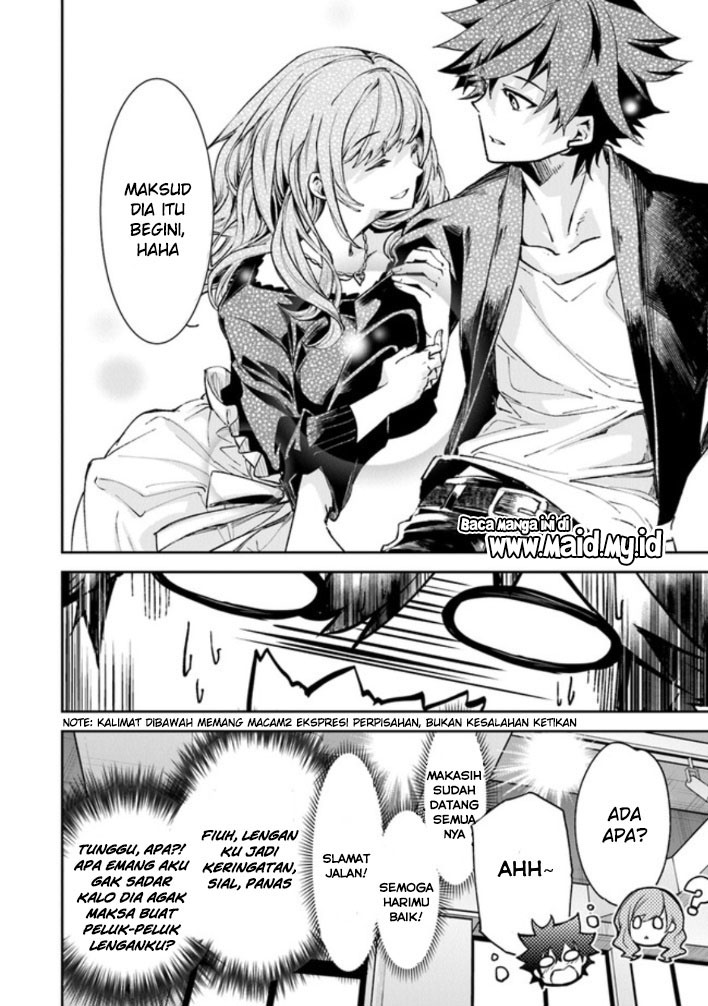 MAKSUD
DIA ITU
BEGINI,
HAHA
Baca Manga ini di
www.Maid.My.id
NOTE: KALIMAT DIBAWAH MEMANG MACAM2 EKSPRESI PERPISAHAN, BUKAN KESALAHAN KETIKAN
ADA
APA?
?
AHH~
MAKASIH
SUDAH
DATANG
SEMUA
NYA
SEMOGA
HARIMU
BAIK!
SLAMAT
JALAN!
FIUH, LENGAN
KU JADI
KERINGATAN,
SIAL, PANAS
TUNGGU, APA?!
APA EMANG AKU
GAK SADAR
KALO DIA AGAK
MAKSA BUAT
PELUK-PELUK
LENGANKU?